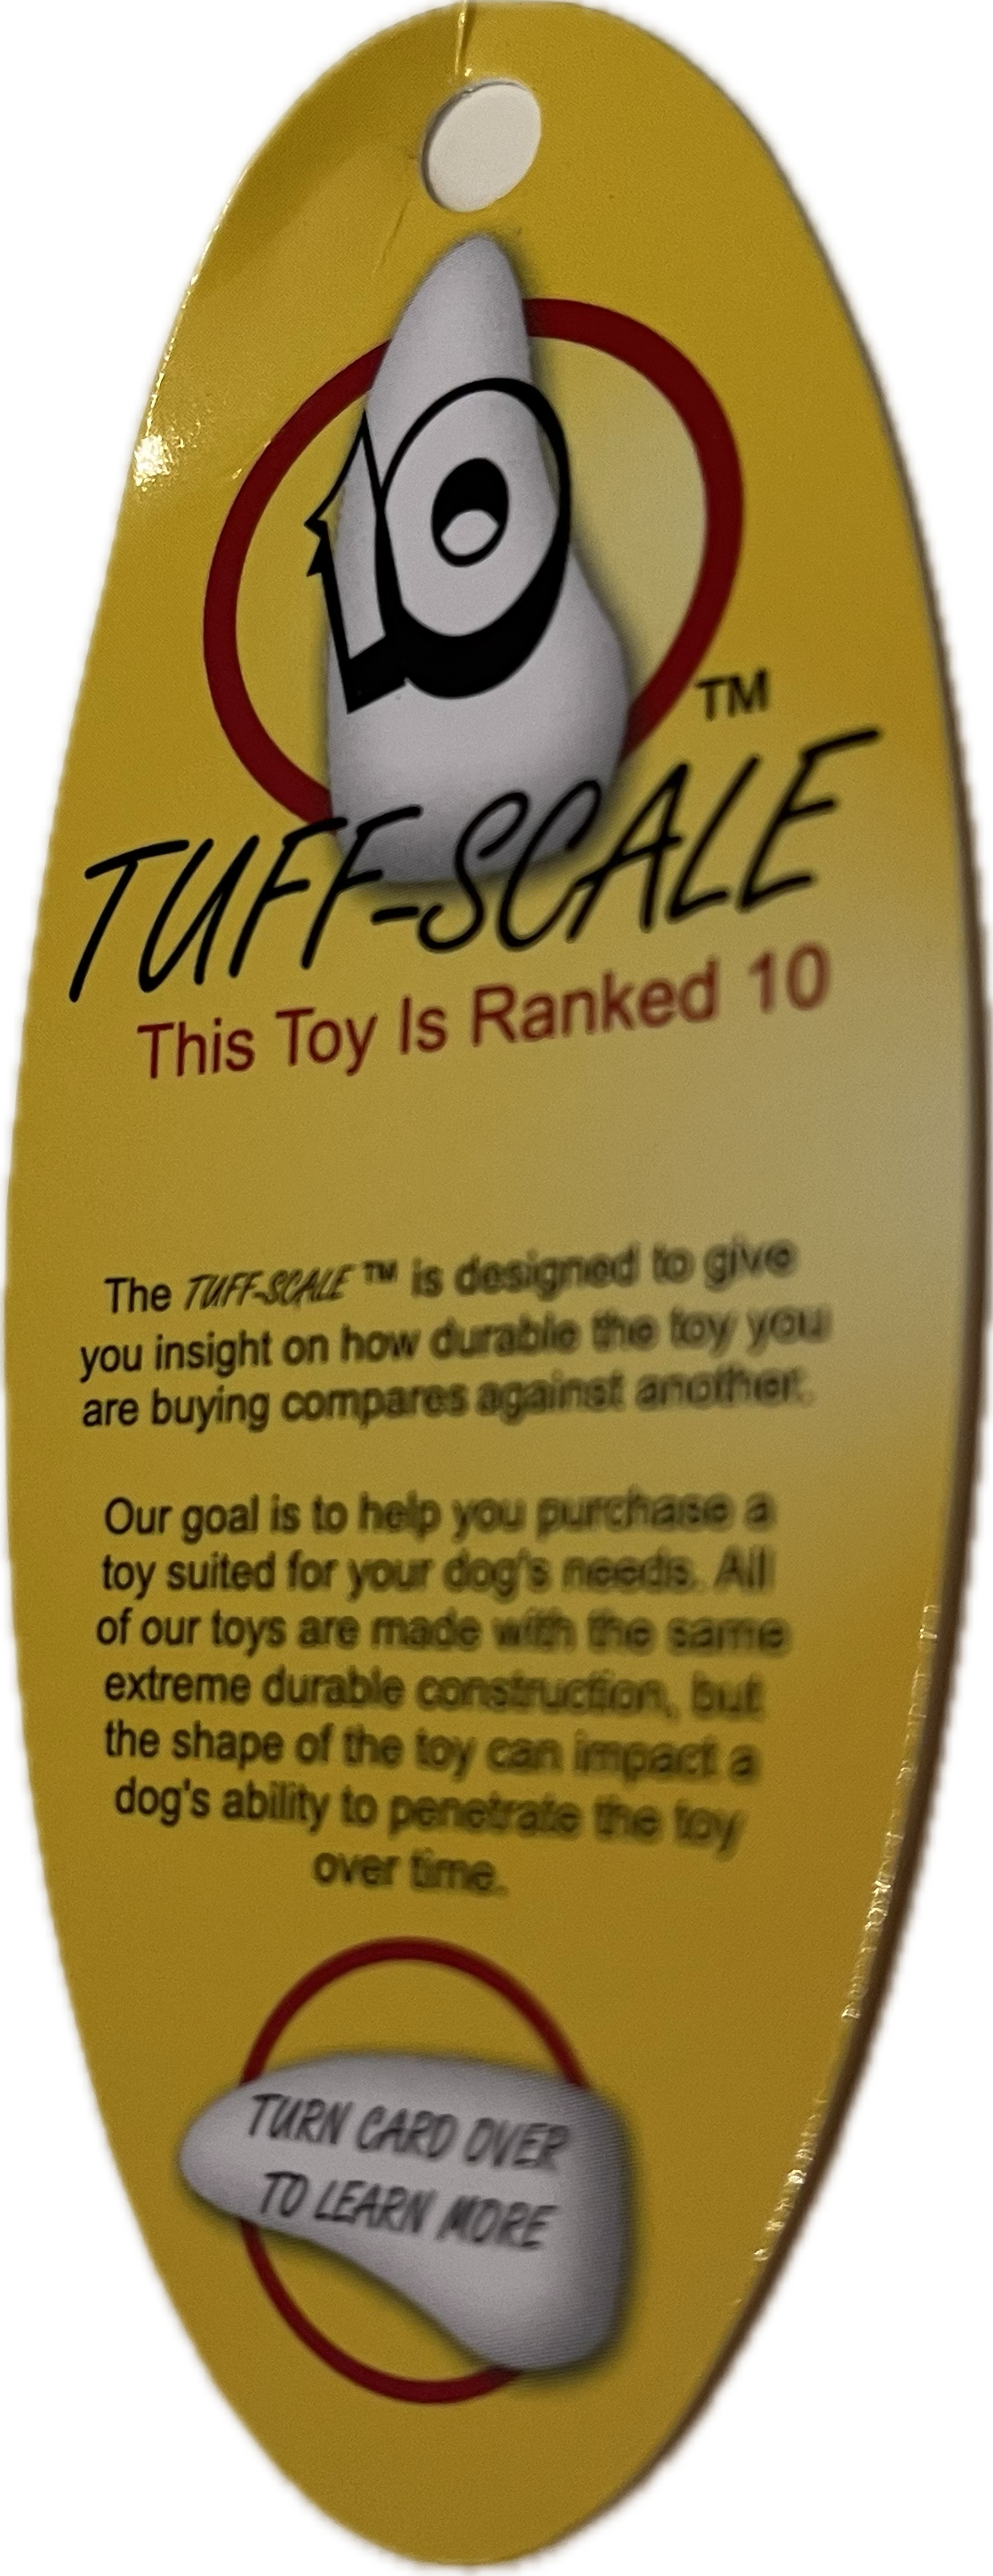 10
TM
TUFF-SCALE
This Toy Is Ranked 10
The TUFF-SCALE™ is designed to give
you insight on how durable the toy you
are buying compares against another.
Our goal is to help you purchase a
toy suited for your dog's needs. All
of our toys are made with the same
extreme durable construction, but
the shape of the toy can impact a
dog's ability to penetrate the toy
over time.
TURN CARD OVER
TO LEARN MORE